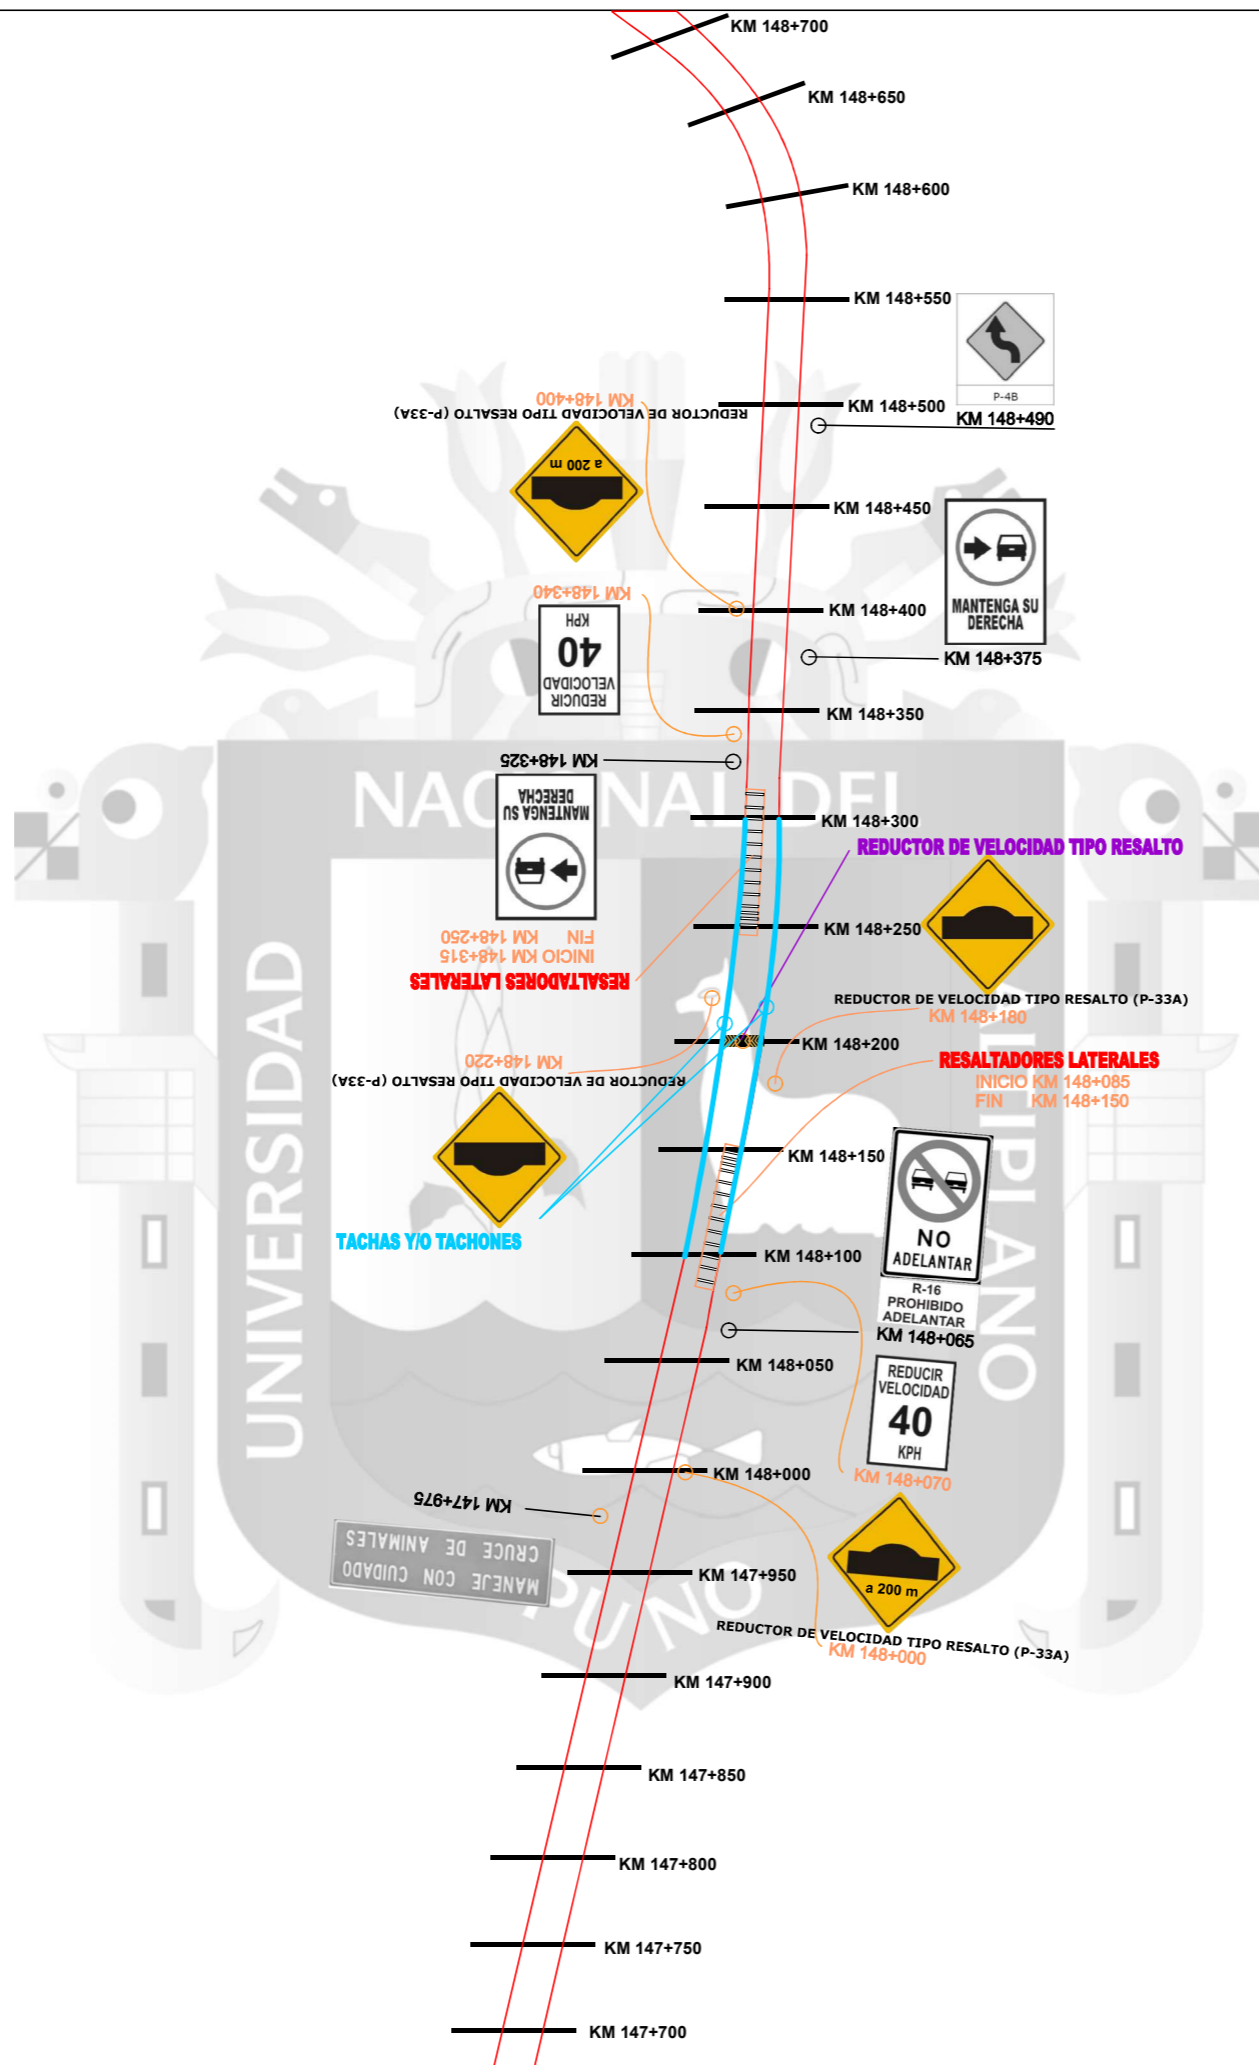 KM 148+700
KM 148+650
KM 148+600
KM 148+550
P-4B
KM 148+490
KM 148+500
KM 148+400
REDUCTOR DE VELOCIDAD TIPO RESALTO (P-33A)
a 200 m
KM 148+450
MANTENGA SU
DERECHA
KM 148+375
KM 148+400
KM 148+340
REDUCIR
VELOCIDAD
40
KPH
KM 148+350
KM 148+325
MANTENGA SU
DERECHA
NACIONAL DEL
KM 148+300
REDUCTOR DE VELOCIDAD TIPO RESALTO
KM 148+250
RESALTADORES LATERALES
INICIO KM 148+315
FIN KM 148+250
REDUCTOR DE VELOCIDAD TIPO RESALTO (P-33A)
KM 148+180
KM 148+200
KM 148+220
REDUCTOR DE VELOCIDAD TIPO RESALTO (P-33A)
RESALTADORES LATERALES
INICIO KM 148+085
FIN KM 148+150
KM 148+150
TACHAS Y/O TACHONES
UNIVERSIDAD
ALTIPLANO
NO
ADELANTAR
R-16
PROHIBIDO
ADELANTAR
KM 148+065
KM 148+100
KM 148+050
REDUCIR
VELOCIDAD
40
KPH
KM 148+070
KM 148+000
KM 147+975
MANEJE CON CUIDADO
CRUCE DE ANIMALES
KM 147+950
a 200 m
REDUCTOR DE VELOCIDAD TIPO RESALTO (P-33A)
KM 148+000
PUNO
KM 147+900
KM 147+850
KM 147+800
KM 147+750
KM 147+700